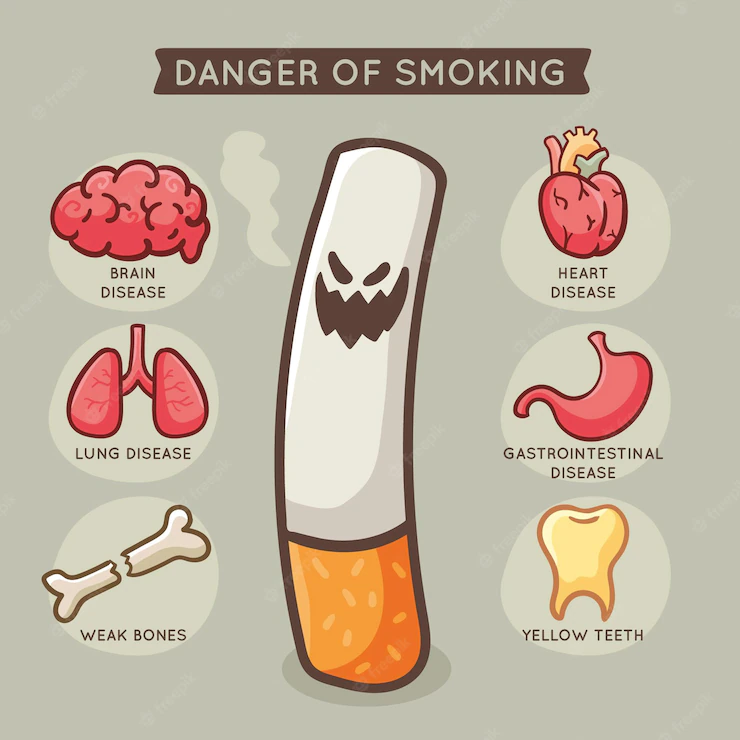 DANGER OF SMOKING
BRAIN
DISEASE
HEART
DISEASE
LUNG DISEASE
GASTROINTESTINAL
DISEASE
WEAK BONES
YELLOW TEETH